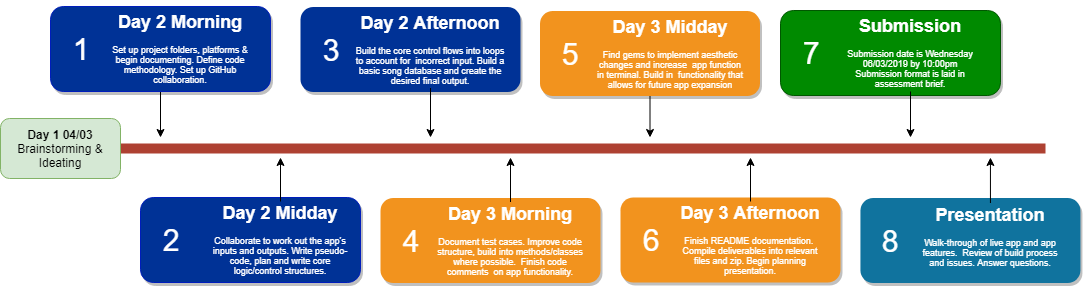 Day 1 04/03
Brainstorming &
Ideating
1
Day 2 Morning
Set up project folders, platforms &
begin documenting. Define code
methodology. Set up GitHub
collaboration.
2
Day 2 Midday
Collaborate to work out the app's
inputs and outputs. Write pseudo-
code, plan and write core
logic/control structures.
3
Day 2 Afternoon
Build the core control flows into loops
to account for incorrect input. Build a
basic song database and create the
desired final output.
4
Day 3 Morning
Document test cases. Improve code
structure, build into methods/classes
where possible. Finish code
comments on app functionality.
5
Day 3 Midday
Find gems to implement aesthetic
changes and increase app function
in terminal. Build in functionality that
allows for future app expansion
6
Day 3 Afternoon
Finish README documentation.
Compile deliverables into relevant
files and zip. Begin planning
presentation.
7
Submission
Submission date is Wednesday
06/03/2019 by 10:00pm
Submission format is laid in
assessment brief.
8
Presentation
Walk-through of live app and app
features. Review of build process
and issues. Answer questions.